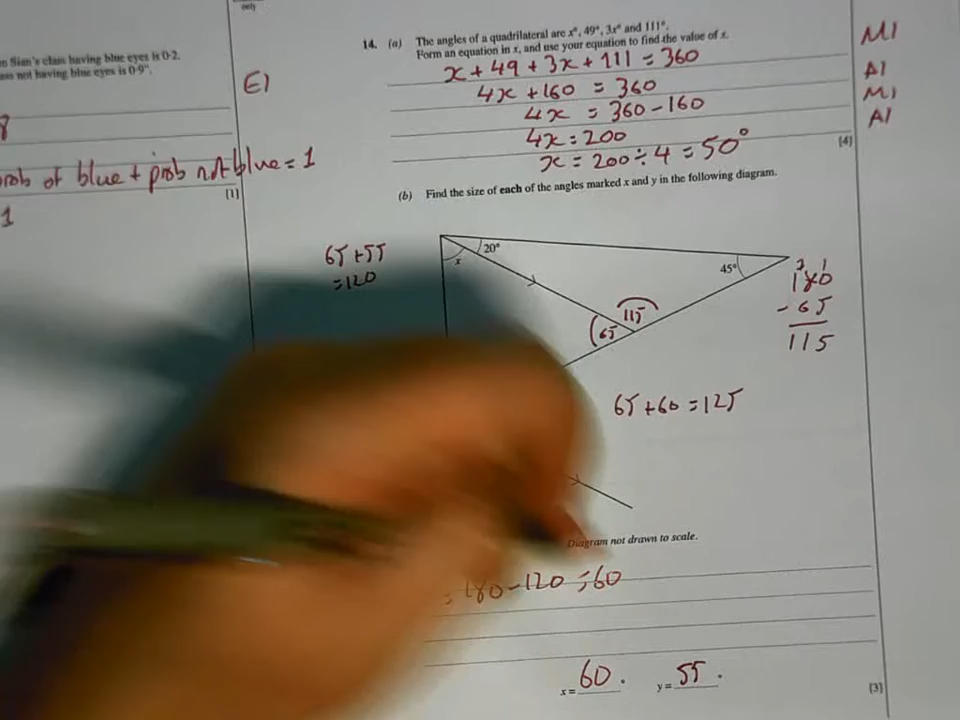 only
n Sian's class having blue eyes is 0·2.
ass not having blue eyes is 0·9".
E1
8
rob of blue + prob not blue = 1
[1]
1
14. (a) The angles of a quadrilateral are x°, 49°, 3x° and 111°.
Form an equation in x, and use your equation to find the value of x.
x + 49 + 3x + 111 = 360
4x + 160 = 360
4x = 360 - 160
4x = 200
x = 200 ÷ 4 = 50°
M1
A1
M1
A1
[4]
(b) Find the size of each of the angles marked x and y in the following diagram.
65 + 55
= 120
x
20°
45°
115
65
2 1
180
- 65
115
65 + 60 = 125
Diagram not drawn to scale.
= 180 - 120 = 60
x = 60 . y = 55 .
[3]